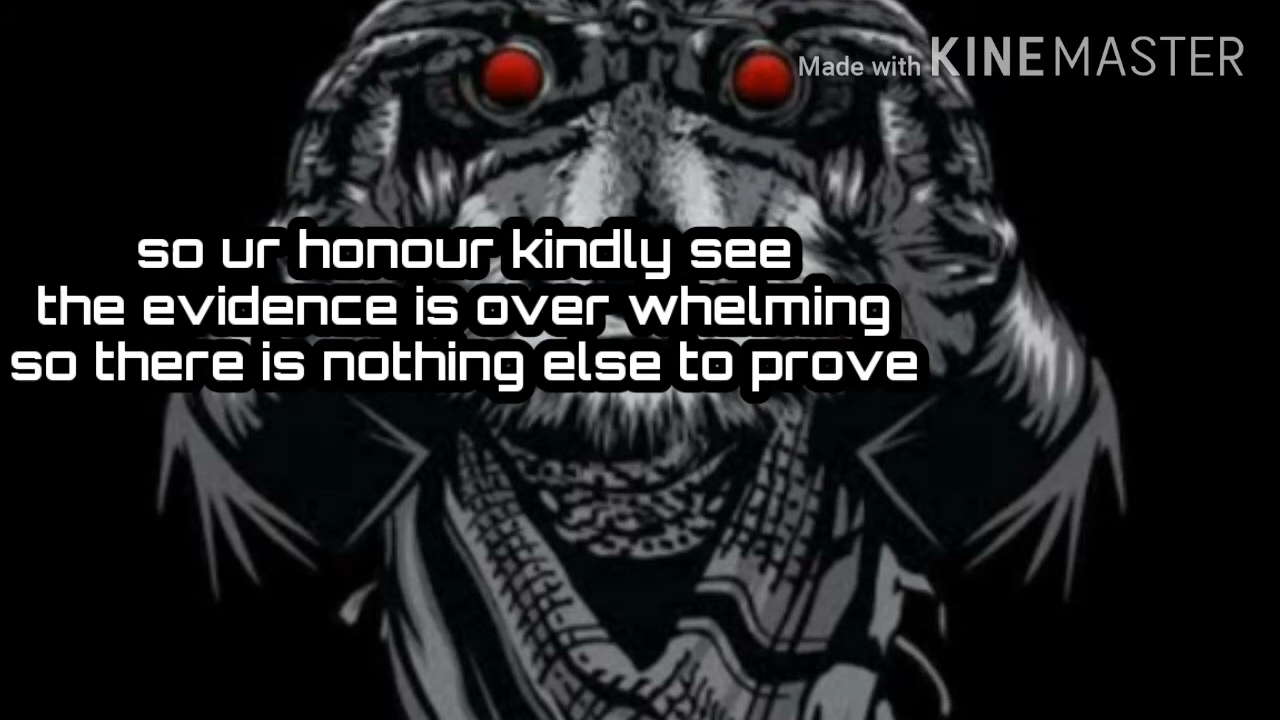 Made with KINEMASTER
so ur honour kindly see
the evidence is over whelming
so there is nothing else to prove